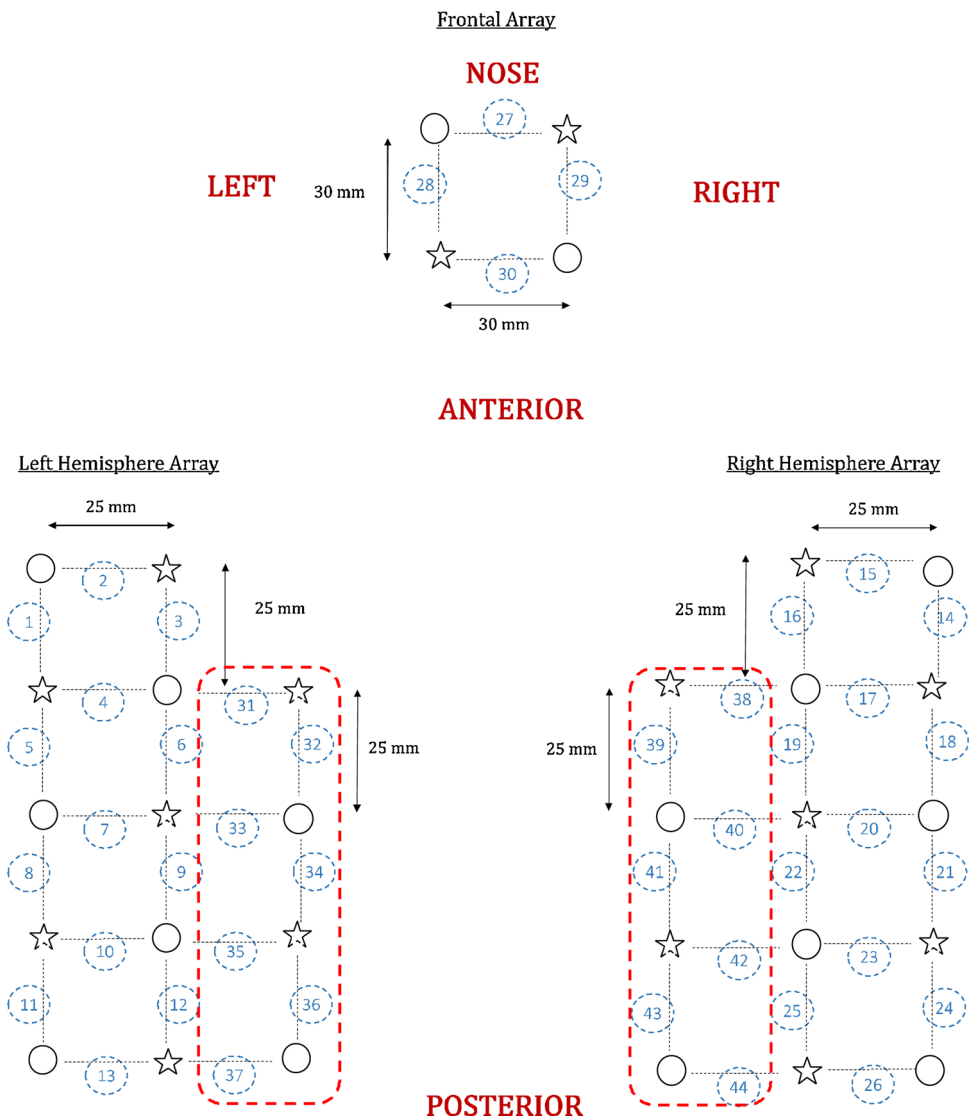 Frontal Array
NOSE
27
LEFT
30 mm
28
29
RIGHT
30
30 mm
ANTERIOR
Left Hemisphere Array
Right Hemisphere Array
25 mm
25 mm
2
15
1
3
25 mm
25 mm
16
14
4
31
38
17
5
6
32
25 mm
25 mm
39
19
18
7
33
40
20
8
9
34
41
22
21
10
35
42
23
11
12
36
43
25
24
13
37
44
26
POSTERIOR